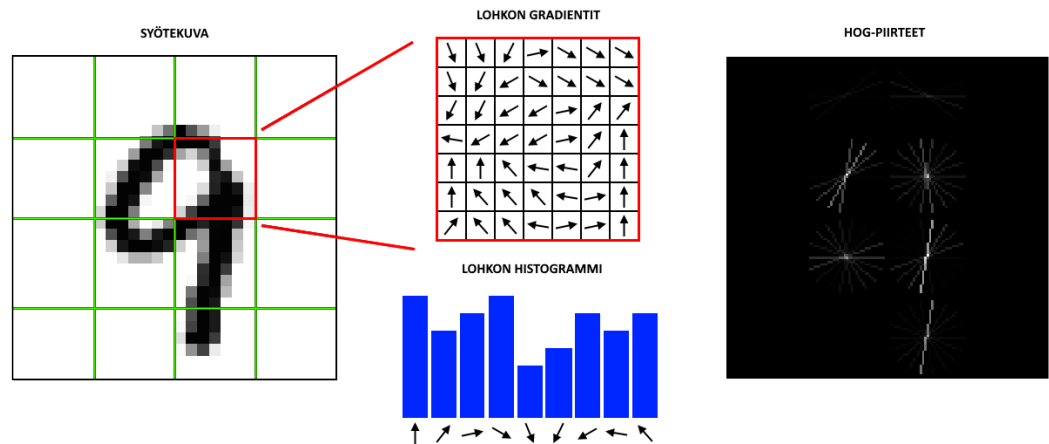 SYÖTEKUVA
LOHKON GRADIENTIT
HOG-PIIRTEET
LOHKON HISTOGRAMMI